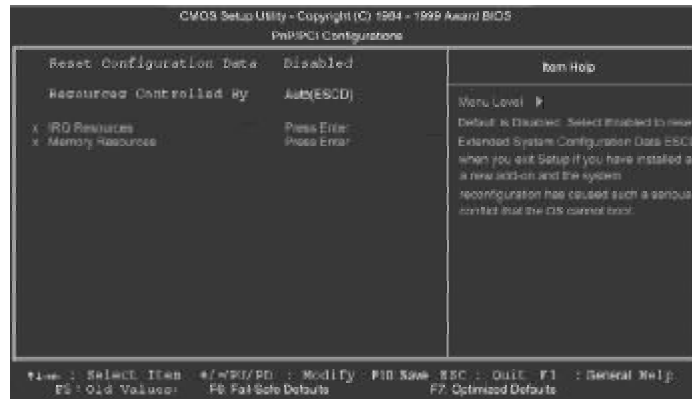 CMOS Setup Utility - Copyright (C) 1984 - 1999 Award BIOS
PnP/PCI Configurations
Reset Configuration Data Disabled
Resources Controlled By Auto(ESCD)
x IRQ Resources Press Enter
x Memory Resources Press Enter
Item Help
Menu Level
Default is Disabled. Select Enabled to rese
Extended System Configuration Data ESC
when you exit Setup if you have installed a
a new add-on and the system
reconfiguration has caused such a serious
conflict that the OS cannot boot.
: Select Item +/-/PU/PD : Modify F10 Save ESC : Quit F1 : General Help
F5 : Old Values: F6: Fail-Safe Defaults F7: Optimized Defaults